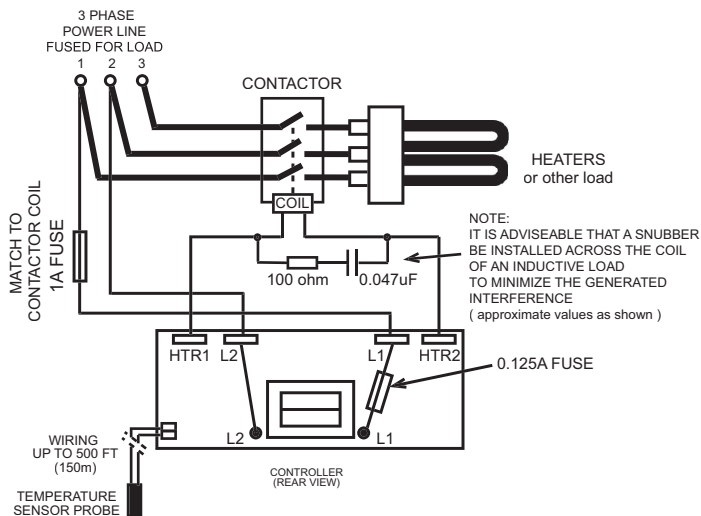 3 PHASE
POWER LINE
FUSED FOR LOAD
1 2 3
CONTACTOR
HEATERS
or other load
COIL
MATCH TO
CONTACTOR COIL
1A FUSE
NOTE:
IT IS ADVISEABLE THAT A SNUBBER
BE INSTALLED ACROSS THE COIL
OF AN INDUCTIVE LOAD
TO MINIMIZE THE GENERATED
INTERFERENCE
( approximate values as shown )
100 ohm 0.047uF
HTR1 L2 L1 HTR2
0.125A FUSE
L2 L1
WIRING
UP TO 500 FT
(150m)
CONTROLLER
(REAR VIEW)
TEMPERATURE
SENSOR PROBE